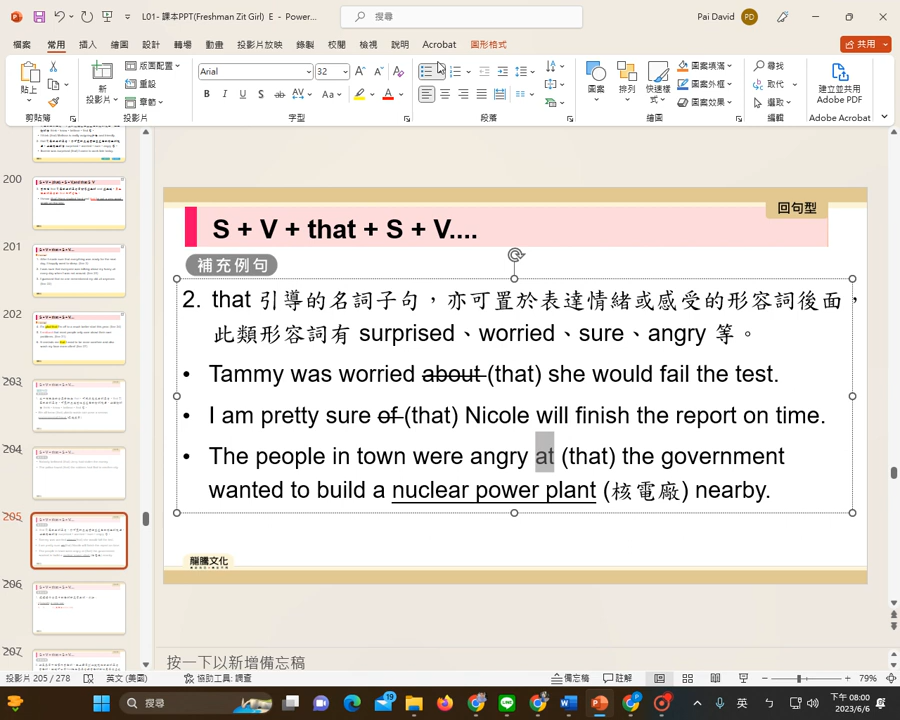 L01- 課本PPT(Freshman Zit Girl) E - Power...
搜尋
Pai David
PD
檔案 常用 插入 繪圖 設計 轉場 動畫 投影片放映 錄製 校閱 檢視 說明 Acrobat 圖形格式
共用
貼上
新投影片
版面配置
重設
章節
Arial 32
B I U S ab AV Aa A
圖案
排列
快速樣式
圖案填滿
圖案外框
圖案效果
尋找
取代
選取
建立並共用
Adobe PDF
剪貼簿 投影片 字型 段落 繪圖 編輯 Adobe Acrobat
200
201
202
203
204
205
206
207
回句型
S + V + that + S + V....
補充例句
2. that 引導的名詞子句，亦可置於表達情緒或感受的形容詞後面，
此類形容詞有 surprised、worried、sure、angry 等。
• Tammy was worried about (that) she would fail the test.
• I am pretty sure of (that) Nicole will finish the report on time.
• The people in town were angry at (that) the government
wanted to build a nuclear power plant (核電廠) nearby.
龍騰文化
按一下以新增備忘稿
投影片 205 / 278 英文 (美國) 協助工具: 調查 備忘稿 註解 79%
搜尋
英
下午 08:00
2023/6/6